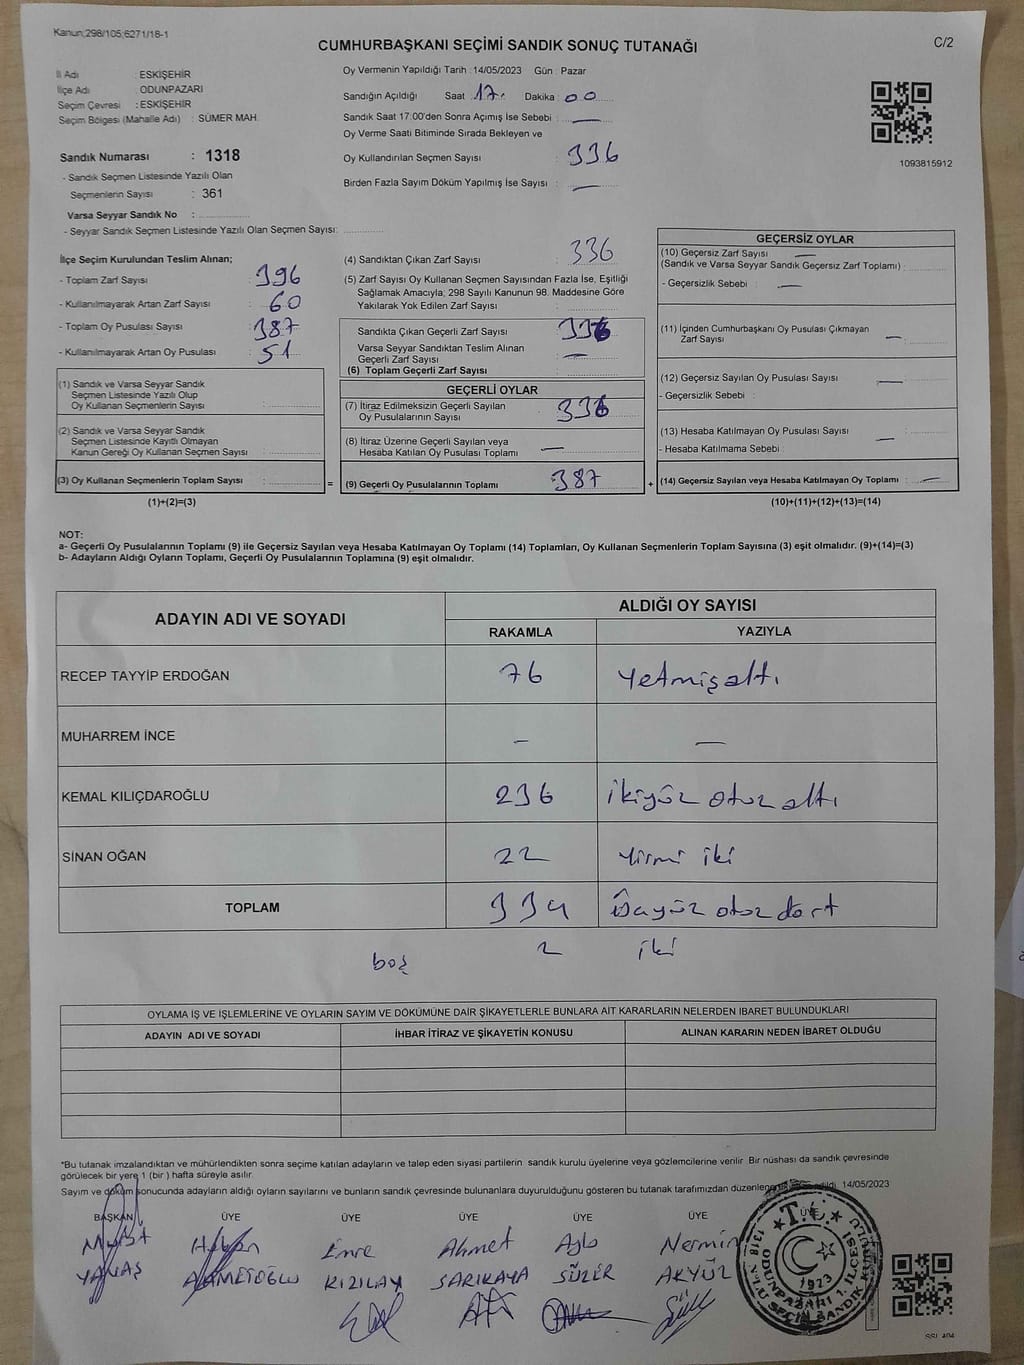 Kanun;298/105;6271/18-1
CUMHURBAŞKANI SEÇİMİ SANDIK SONUÇ TUTANAĞI
C/2
İl Adı : ESKİŞEHİR
İlçe Adı : ODUNPAZARI
Seçim Çevresi : ESKİŞEHİR
Seçim Bölgesi (Mahalle Adı) : SÜMER MAH.
Sandık Numarası : 1318
- Sandık Seçmen Listesinde Yazılı Olan
Seçmenlerin Sayısı : 361
Varsa Seyyar Sandık No :
- Seyyar Sandık Seçmen Listesinde Yazılı Olan Seçmen Sayısı:
Oy Vermenin Yapıldığı Tarih : 14/05/2023 Gün : Pazar
Sandığın Açıldığı Saat 17 Dakika : 00
Sandık Saat 17:00'den Sonra Açımış İse Sebebi : —
Oy Verme Saati Bitiminde Sırada Bekleyen ve
Oy Kullandırılan Seçmen Sayısı : 336
Birden Fazla Sayım Döküm Yapılmış İse Sayısı : —
1093815912
İlçe Seçim Kurulundan Teslim Alınan;
- Toplam Zarf Sayısı : 396
- Kullanılmayarak Artan Zarf Sayısı : 60
- Toplam Oy Pusulası Sayısı : 387
- Kullanılmayarak Artan Oy Pusulası : 51
(1) Sandık ve Varsa Seyyar Sandık
Seçmen Listesinde Yazılı Olup
Oy Kullanan Seçmenlerin Sayısı :
(2) Sandık ve Varsa Seyyar Sandık
Seçmen Listesinde Kayıtlı Olmayan
Kanun Gereği Oy Kullanan Seçmen Sayısı :
(3) Oy Kullanan Seçmenlerin Toplam Sayısı :
(1)+(2)=(3)
=
(4) Sandıktan Çıkan Zarf Sayısı : 336
(5) Zarf Sayısı Oy Kullanan Seçmen Sayısından Fazla İse, Eşitliği
Sağlamak Amacıyla; 298 Sayılı Kanunun 98. Maddesine Göre
Yakılarak Yok Edilen Zarf Sayısı :
Sandıkta Çıkan Geçerli Zarf Sayısı : 336
Varsa Seyyar Sandıktan Teslim Alınan
Geçerli Zarf Sayısı : —
(6) Toplam Geçerli Zarf Sayısı :
GEÇERLİ OYLAR
(7) İtiraz Edilmeksizin Geçerli Sayılan
Oy Pusulalarının Sayısı : 336
(8) İtiraz Üzerine Geçerli Sayılan veya
Hesaba Katılan Oy Pusulası Toplamı : —
(9) Geçerli Oy Pusulalarının Toplamı : 387
+
GEÇERSİZ OYLAR
(10) Geçersiz Zarf Sayısı —
(Sandık ve Varsa Seyyar Sandık Geçersiz Zarf Toplamı) :
- Geçersizlik Sebebi : —
(11) İçinden Cumhurbaşkanı Oy Pusulası Çıkmayan
Zarf Sayısı : —
(12) Geçersiz Sayılan Oy Pusulası Sayısı : —
- Geçersizlik Sebebi :
(13) Hesaba Katılmayan Oy Pusulası Sayısı : —
- Hesaba Katılmama Sebebi :
(14) Geçersiz Sayılan veya Hesaba Katılmayan Oy Toplamı : —
(10)+(11)+(12)+(13)=(14)
NOT:
a- Geçerli Oy Pusulalarının Toplamı (9) ile Geçersiz Sayılan veya Hesaba Katılmayan Oy Toplamı (14) Toplamları, Oy Kullanan Seçmenlerin Toplam Sayısına (3) eşit olmalıdır. (9)+(14)=(3)
b- Adayların Aldığı Oyların Toplamı, Geçerli Oy Pusulalarının Toplamına (9) eşit olmalıdır.
ADAYIN ADI VE SOYADI ALDIĞI OY SAYISI
RAKAMLA YAZIYLA
RECEP TAYYİP ERDOĞAN 76 yetmişaltı
MUHARREM İNCE — —
KEMAL KILIÇDAROĞLU 236 ikiyüz otuz altı
SİNAN OĞAN 22 yirmi iki
TOPLAM 334 üçyüz otuz dört
boş 2 iki
OYLAMA İŞ VE İŞLEMLERİNE VE OYLARIN SAYIM VE DÖKÜMÜNE DAİR ŞİKAYETLERLE BUNLARA AİT KARARLARIN NELERDEN İBARET BULUNDUKLARI
ADAYIN ADI VE SOYADI İHBAR İTİRAZ VE ŞİKAYETİN KONUSU ALINAN KARARIN NEDEN İBARET OLDUĞU
*Bu tutanak imzalandıktan ve mühürlendikten sonra seçime katılan adayların ve talep eden siyasi partilerin sandık kurulu üyelerine veya gözlemcilerine verilir. Bir nüshası da sandık çevresinde
görülecek bir yere 1 (bir) hafta süreyle asılır.
Sayım ve döküm sonucunda adayların aldığı oyların sayılarını ve bunların sandık çevresinde bulunanlara duyurulduğunu gösteren bu tutanak tarafımızdan 14/05/2023
BAŞKAN ÜYE ÜYE ÜYE ÜYE ÜYE ÜYE
Hakan Emre Ahmet Nermin
AHMETOĞLU KIZILAY SARIKAYA SÜZER AKYÜZ
T.C.
1923
1318 NO'LU ODUNPAZARI 1. İLÇESİ SEÇİM SANDIK KURULU